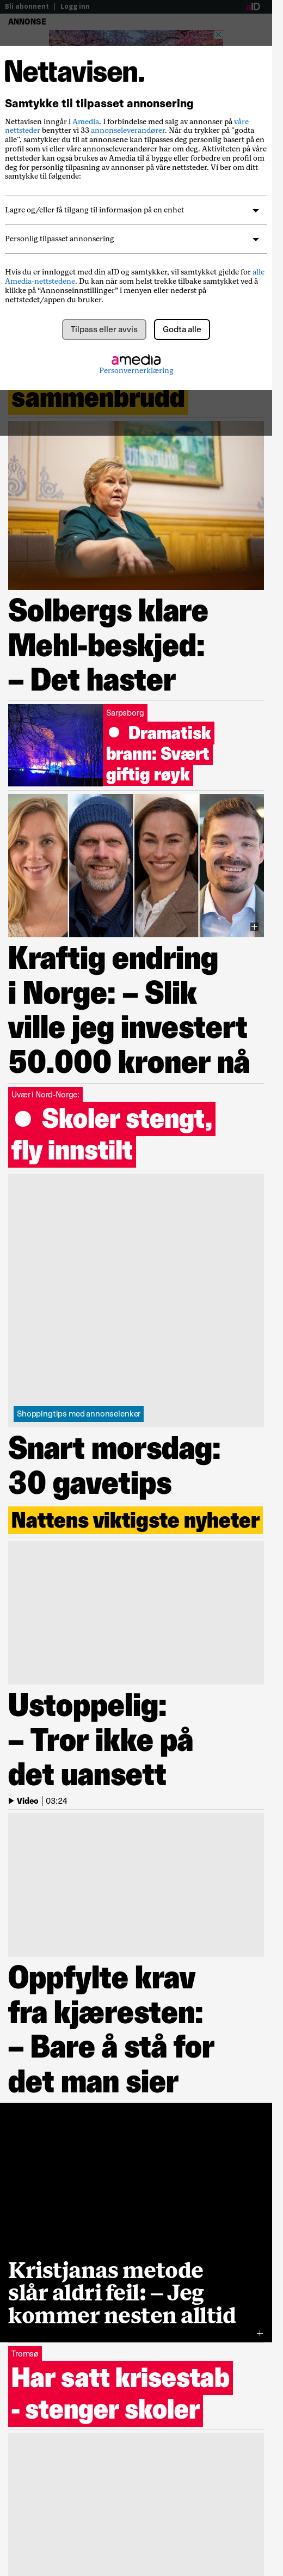 Bli abonnent | Logg inn
aID
ANNONSE
Nettavisen.
Samtykke til tilpasset annonsering
Nettavisen inngår i Amedia. I forbindelse med salg av annonser på våre
nettsteder benytter vi 33 annonseleverandører. Når du trykker på "godta
alle", samtykker du til at annonsene kan tilpasses deg personlig basert på en
profil som vi eller våre annonseleverandører har om deg. Aktiviteten på våre
nettsteder kan også brukes av Amedia til å bygge eller forbedre en profil om
deg for personlig tilpasning av annonser på våre nettsteder. Vi ber om ditt
samtykke til følgende:
Lagre og/eller få tilgang til informasjon på en enhet
Personlig tilpasset annonsering
Hvis du er innlogget med din aID og samtykker, vil samtykket gjelde for alle
Amedia-nettstedene. Du kan når som helst trekke tilbake samtykket ved å
klikke på “Annonseinnstillinger” i menyen eller nederst på
nettstedet/appen du bruker.
Tilpass eller avvis
Godta alle
amedia
Personvernerklæring
sammenbrudd
Solbergs klare
Mehl-beskjed:
– Det haster
Sarpsborg
Dramatisk
brann: Svært
giftig røyk
Kraftig endring
i Norge: – Slik
ville jeg investert
50.000 kroner nå
Uvær i Nord-Norge:
Skoler stengt,
fly innstilt
Shoppingtips med annonselenker
Snart morsdag:
30 gavetips
Nattens viktigste nyheter
Ustoppelig:
– Tror ikke på
det uansett
Video | 03:24
Oppfylte krav
fra kjæresten:
– Bare å stå for
det man sier
Kristjanas metode
slår aldri feil: – Jeg
kommer nesten alltid
Tromsø
Har satt krisestab
- stenger skoler